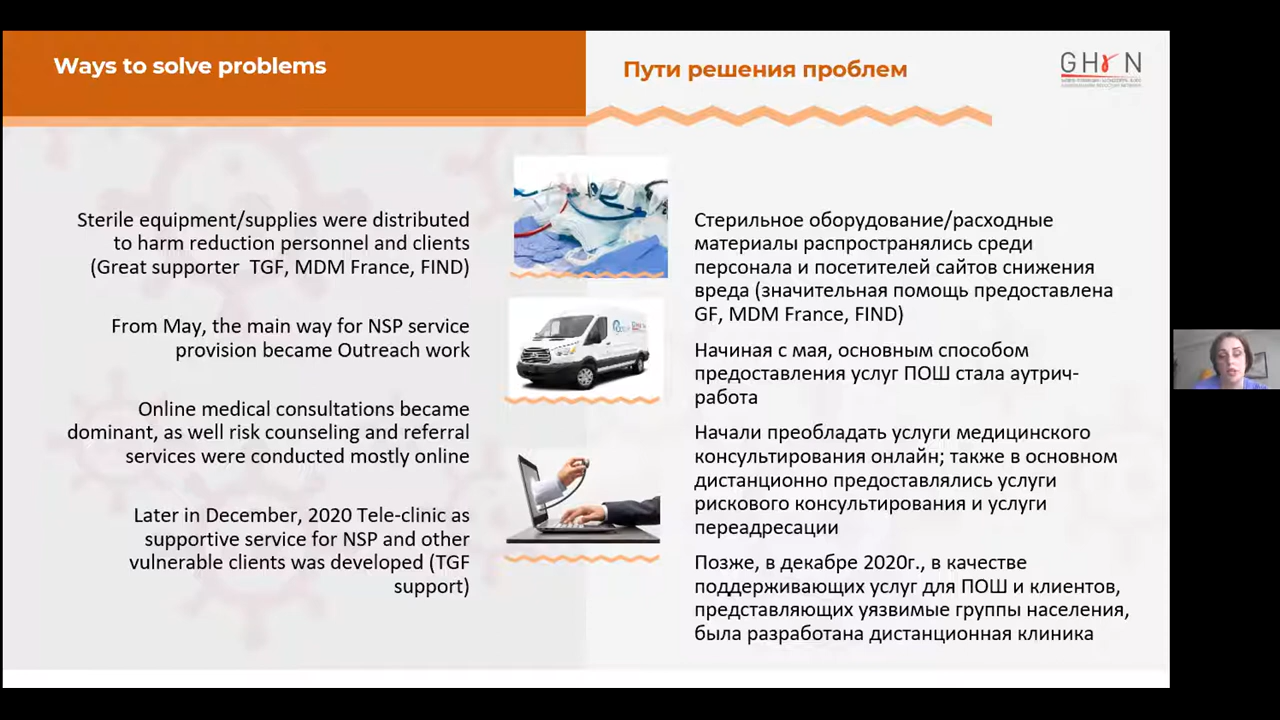 Ways to solve problems
Пути решения проблем
GHRN
Sterile equipment/supplies were distributed
to harm reduction personnel and clients
(Great supporter TGF, MDM France, FIND)
From May, the main way for NSP service
provision became Outreach work
Online medical consultations became
dominant, as well risk counseling and referral
services were conducted mostly online
Later in December, 2020 Tele-clinic as
supportive service for NSP and other
vulnerable clients was developed (TGF
support)
Стерильное оборудование/расходные
материалы распространялись среди
персонала и посетителей сайтов снижения
вреда (значительная помощь предоставлена
GF, MDM France, FIND)
Начиная с мая, основным способом
предоставления услуг ПОШ стала аутрич-
работа
Начали преобладать услуги медицинского
консультирования онлайн; также в основном
дистанционно предоставлялись услуги
рискового консультирования и услуги
переадресации
Позже, в декабре 2020г., в качестве
поддерживающих услуг для ПОШ и клиентов,
представляющих уязвимые группы населения,
была разработана дистанционная клиника